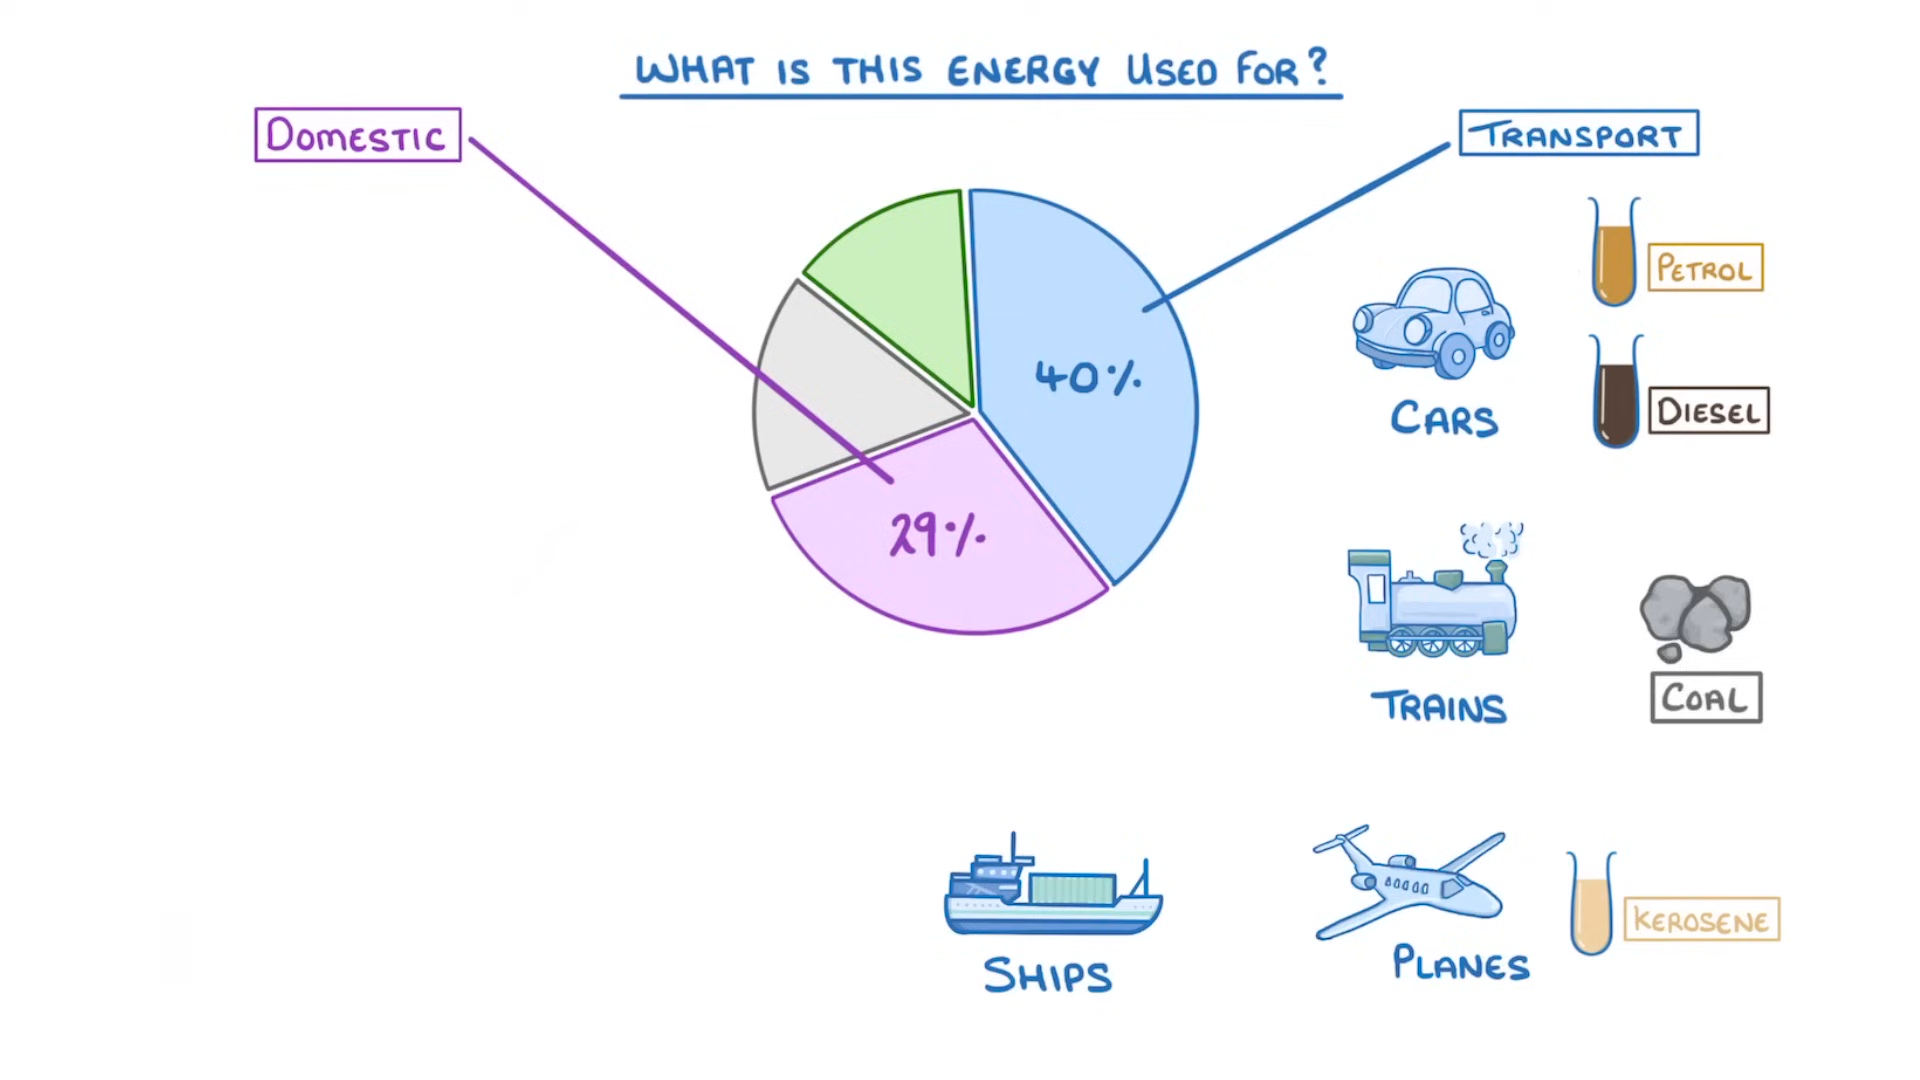 WHAT IS THIS ENERGY USED FOR?
DOMESTIC
TRANSPORT
PETROL
40%
CARS
DIESEL
29%
TRAINS
COAL
SHIPS
PLANES
KEROSENE